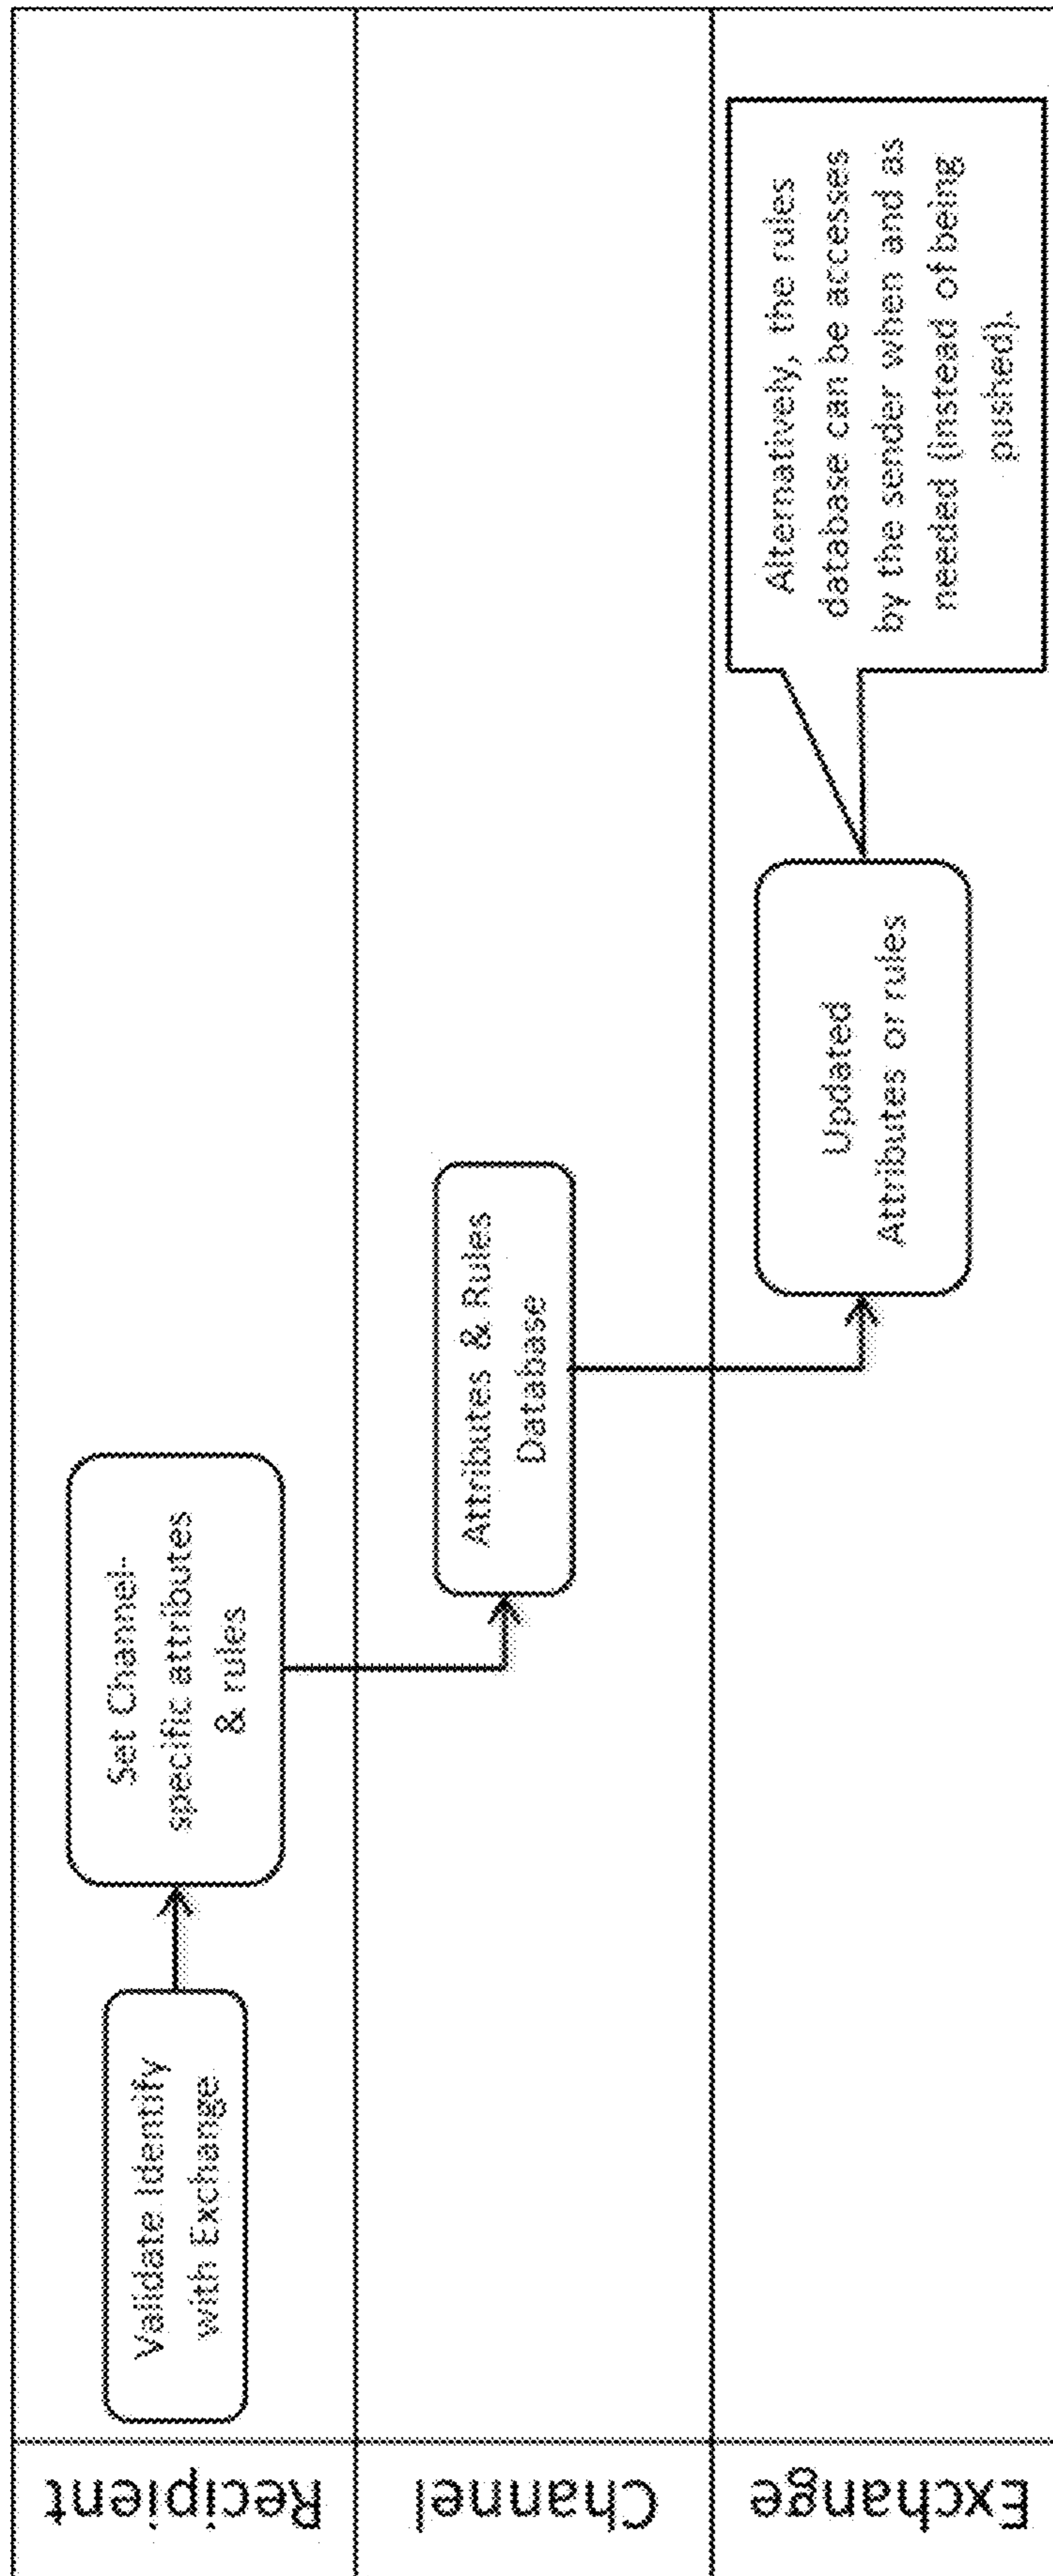 Recipient
Validate Identify
with Exchange
Set Channel-
specific attributes
& rules
Channel
Attributes & Rules
Database
Exchange
Updated
Attributes or rules
Alternatively, the rules
database can be accesses
by the sender when and as
needed (instead of being
pushed).